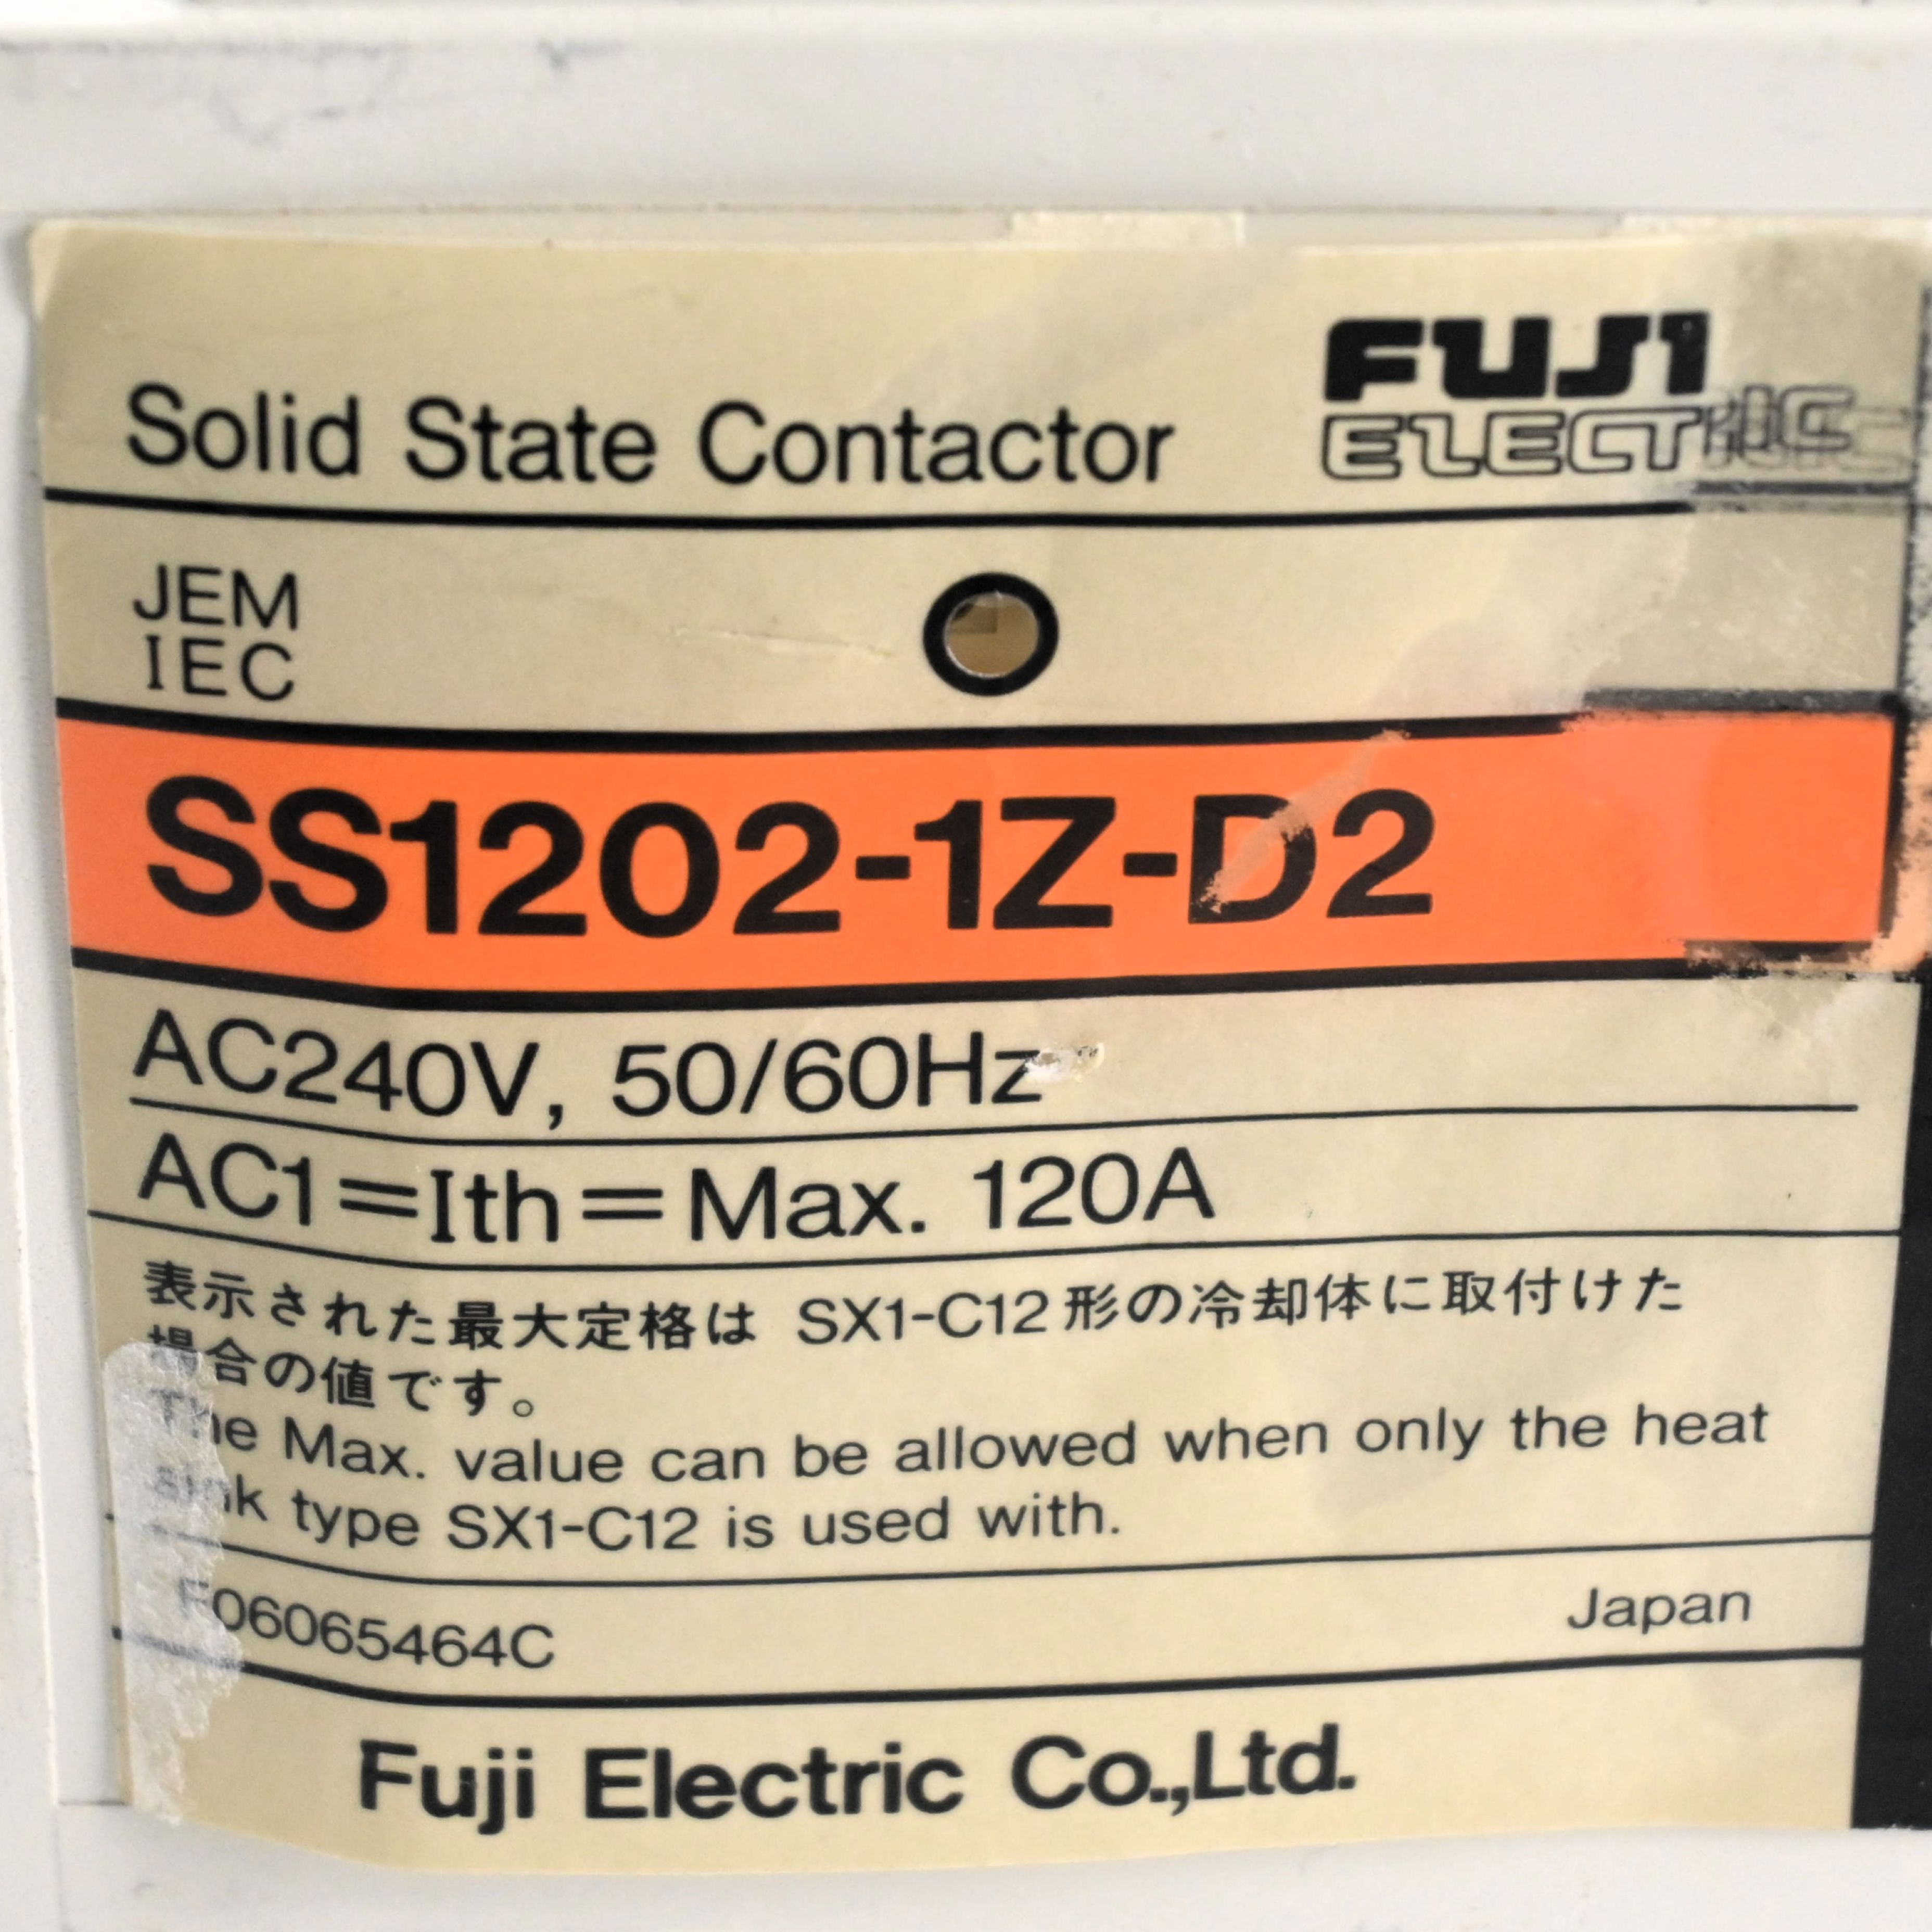 Solid State Contactor
FUJI
ELECTRIC
JEM
IEC
SS1202-1Z-D2
AC240V, 50/60Hz
AC1=Ith=Max. 120A
表示された最大定格は SX1-C12形の冷却体に取付けた
場合の値です。
The Max. value can be allowed when only the heat
sink type SX1-C12 is used with.
F06065464C
Japan
Fuji Electric Co.,Ltd.